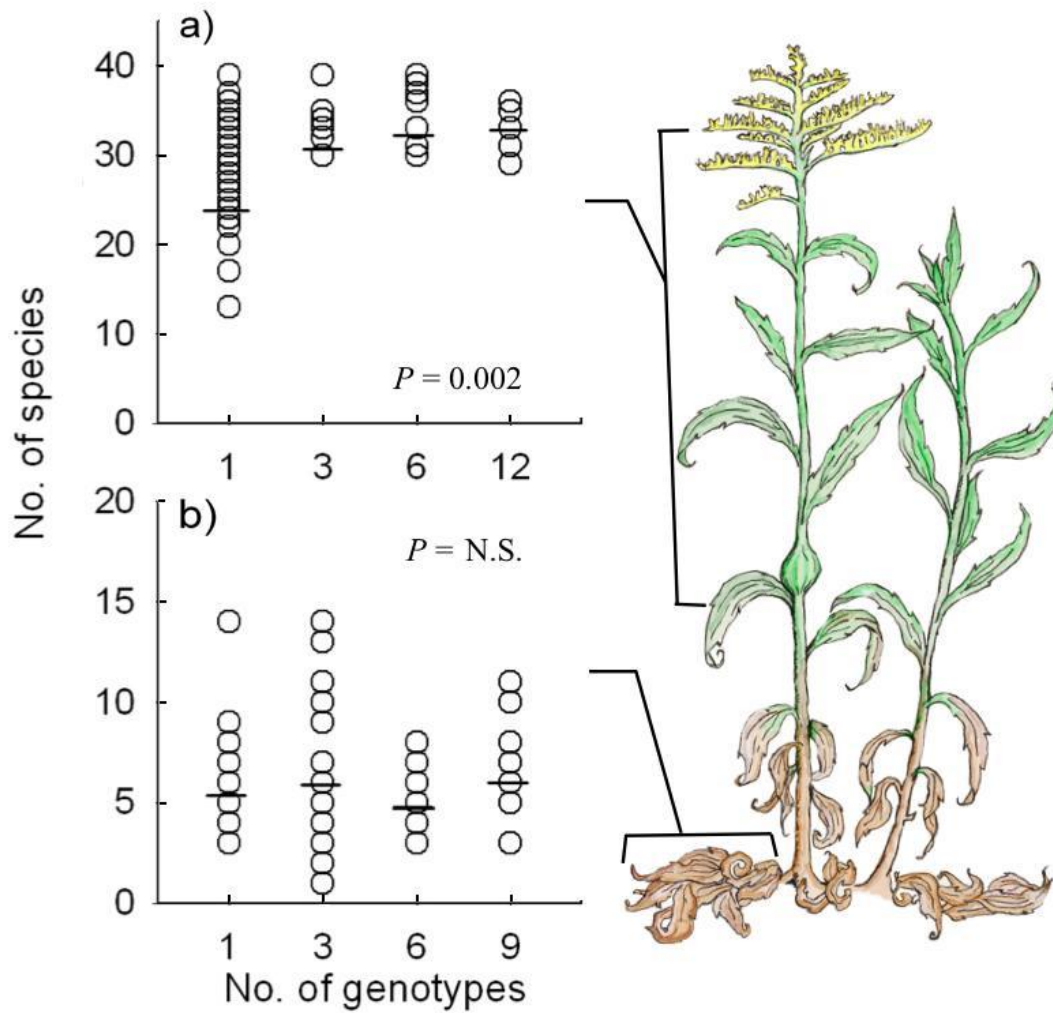 a)
40
30
20
10
0
P = 0.002
1 3 6 12
No. of species
b)
20
15
10
5
0
P = N.S.
1 3 6 9
No. of genotypes